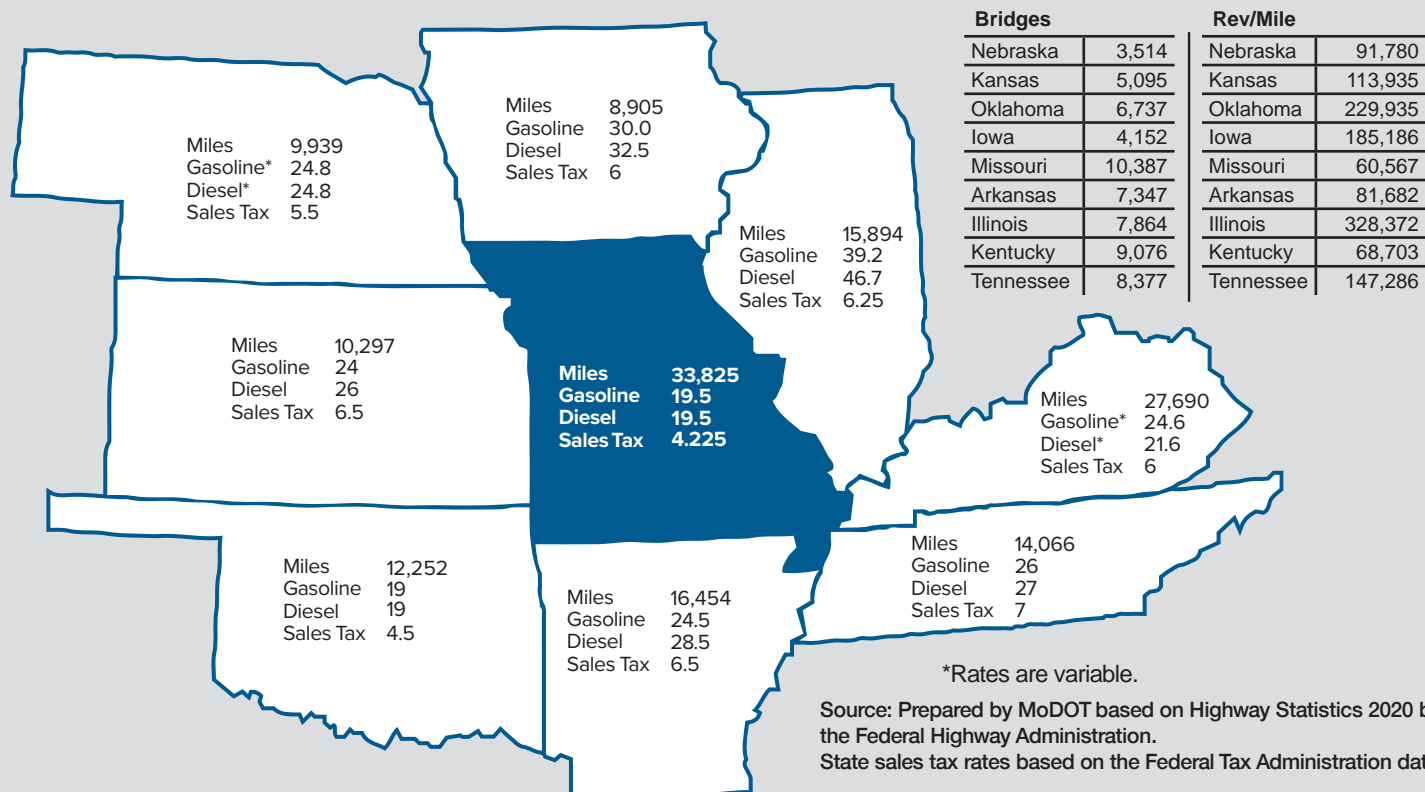 Bridges
Nebraska 3,514
Kansas 5,095
Oklahoma 6,737
Iowa 4,152
Missouri 10,387
Arkansas 7,347
Illinois 7,864
Kentucky 9,076
Tennessee 8,377
Rev/Mile
Nebraska 91,780
Kansas 113,935
Oklahoma 229,935
Iowa 185,186
Missouri 60,567
Arkansas 81,682
Illinois 328,372
Kentucky 68,703
Tennessee 147,286
Miles 9,939
Gasoline* 24.8
Diesel* 24.8
Sales Tax 5.5
Miles 8,905
Gasoline 30.0
Diesel 32.5
Sales Tax 6
Miles 15,894
Gasoline 39.2
Diesel 46.7
Sales Tax 6.25
Miles 10,297
Gasoline 24
Diesel 26
Sales Tax 6.5
Miles 33,825
Gasoline 19.5
Diesel 19.5
Sales Tax 4.225
Miles 27,690
Gasoline* 24.6
Diesel* 21.6
Sales Tax 6
Miles 12,252
Gasoline 19
Diesel 19
Sales Tax 4.5
Miles 16,454
Gasoline 24.5
Diesel 28.5
Sales Tax 6.5
Miles 14,066
Gasoline 26
Diesel 27
Sales Tax 7
*Rates are variable.
Source: Prepared by MoDOT based on Highway Statistics 2020
the Federal Highway Administration.
State sales tax rates based on the Federal Tax Administration